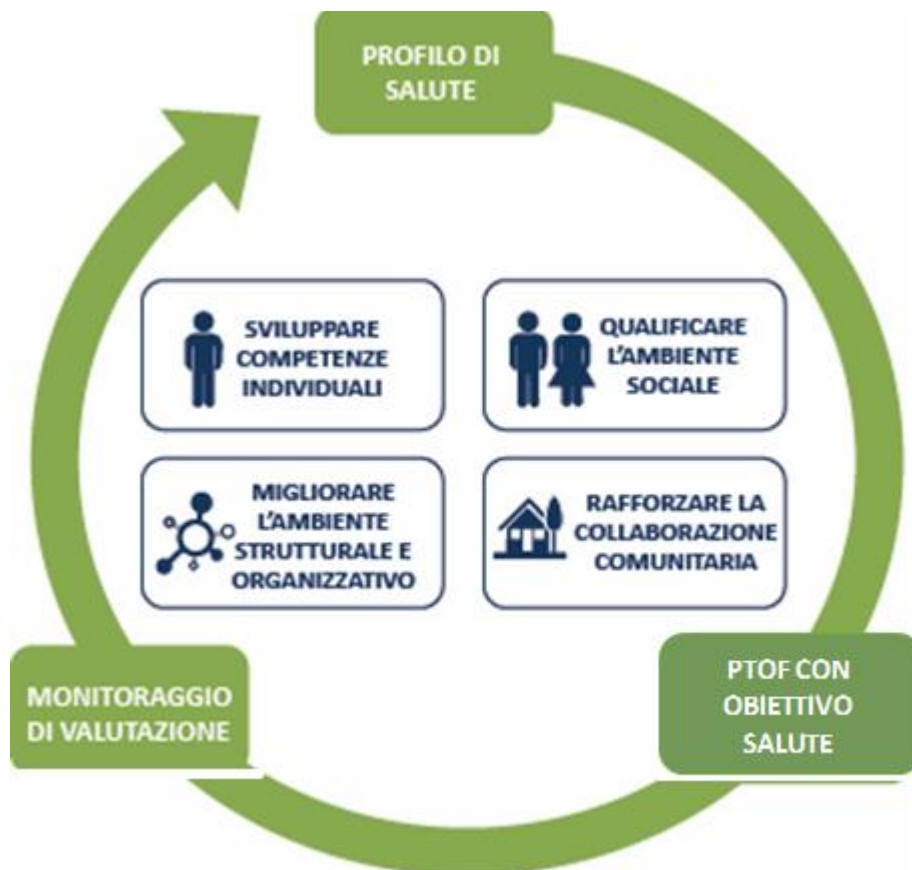 PROFILO DI
SALUTE
SVILUPPARE
COMPETENZE
INDIVIDUALI
QUALIFICARE
L'AMBIENTE
SOCIALE
MIGLIORARE
L'AMBIENTE
STRUTTURALE E
ORGANIZZATIVO
RAFFORZARE LA
COLLABORAZIONE
COMUNITARIA
MONITORAGGIO
DI VALUTAZIONE
PTOF CON
OBIETTIVO
SALUTE